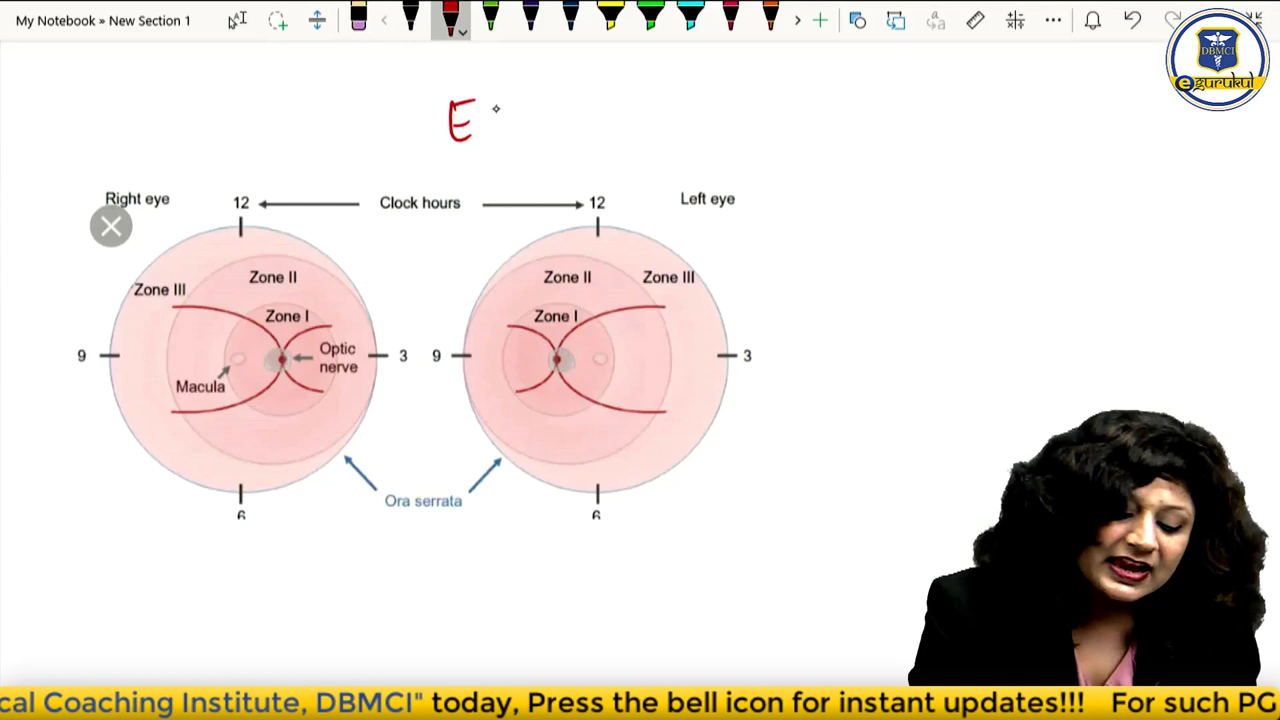 My Notebook » New Section 1
DBMCI
eGurukul
E
Right eye
12
Clock hours
12
Left eye
Zone II
Zone III
Zone I
Optic nerve
Macula
9
3
Zone II
Zone III
Zone I
9
3
Ora serrata
6
6
cal Coaching Institute, DBMCI" today, Press the bell icon for instant updates!!! For such PG